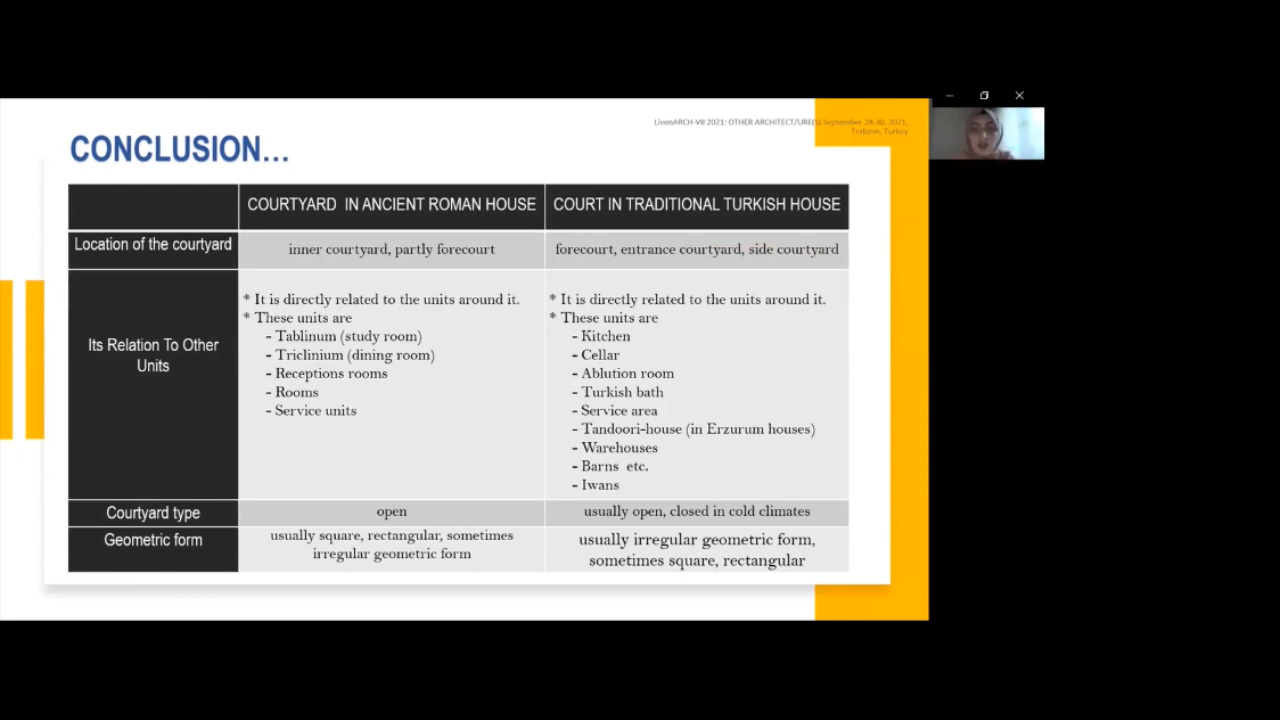 LivenARCH-VII 2021: OTHER ARCHITECT/URE(S) September 28-30, 2021,
Trabzon, Turkey
CONCLUSION…
COURTYARD IN ANCIENT ROMAN HOUSE
COURT IN TRADITIONAL TURKISH HOUSE
Location of the courtyard
inner courtyard, partly forecourt
forecourt, entrance courtyard, side courtyard
Its Relation To Other
Units
* It is directly related to the units around it.
* These units are
- Tablinum (study room)
- Triclinium (dining room)
- Receptions rooms
- Rooms
- Service units
* It is directly related to the units around it.
* These units are
- Kitchen
- Cellar
- Ablution room
- Turkish bath
- Service area
- Tandoori-house (in Erzurum houses)
- Warehouses
- Barns etc.
- Iwans
Courtyard type
open
usually open, closed in cold climates
Geometric form
usually square, rectangular, sometimes
irregular geometric form
usually irregular geometric form,
sometimes square, rectangular